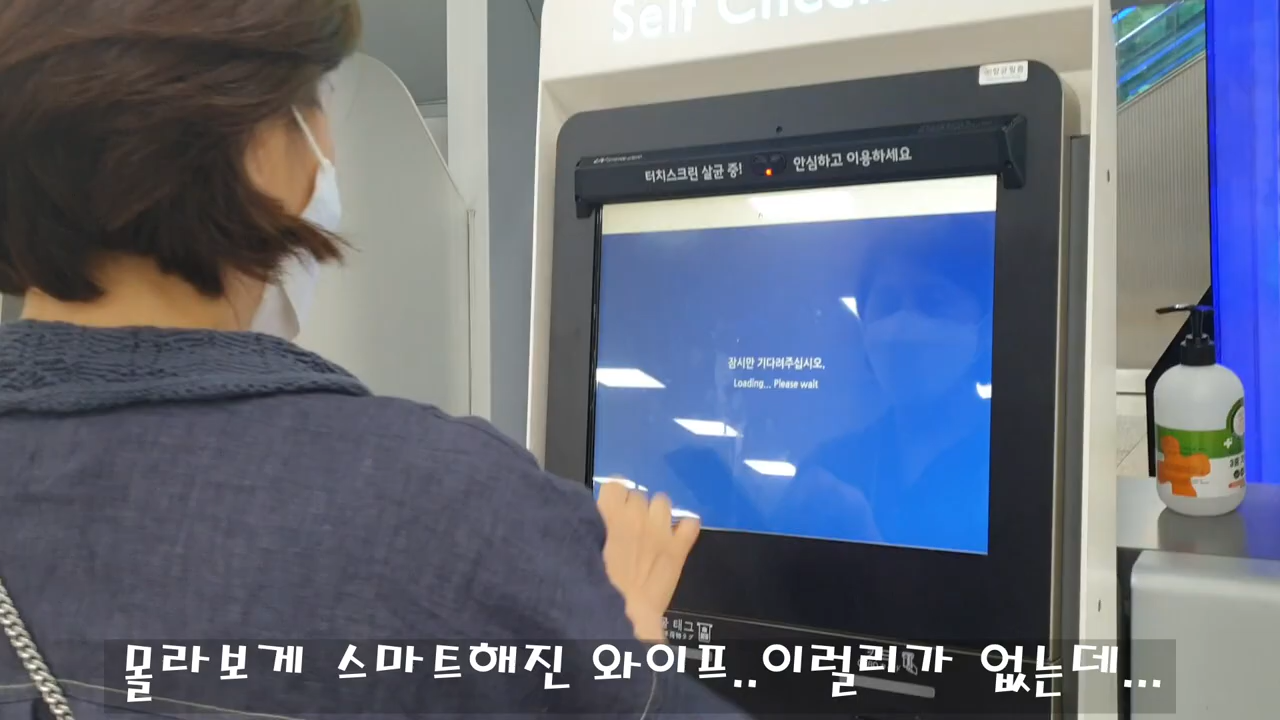 Self Check
터치스크린 살균 중! 안심하고 이용하세요
잠시만 기다려주십시오.
Loading... Please wait
태그
몰라보게 스마트해진 와이프..이럴리가 없는데...